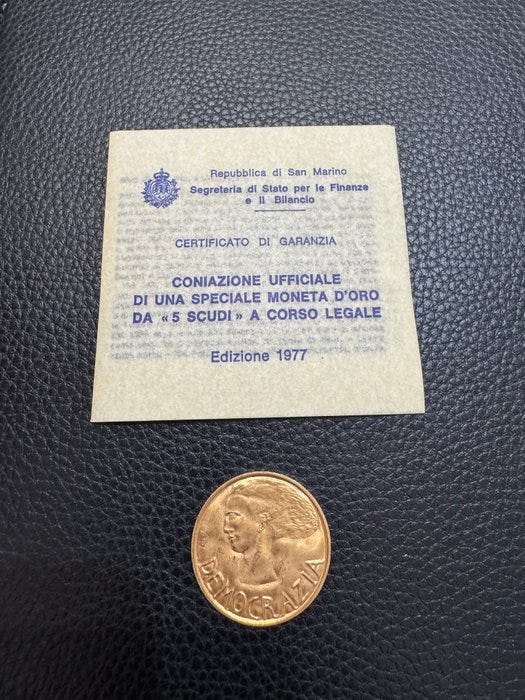 Repubblica di San Marino
Segreteria di Stato per le Finanze
e il Bilancio
CERTIFICATO DI GARANZIA
CONIAZIONE UFFICIALE
DI UNA SPECIALE MONETA D'ORO
DA « 5 SCUDI » A CORSO LEGALE
Edizione 1977
DEMOCRAZIA